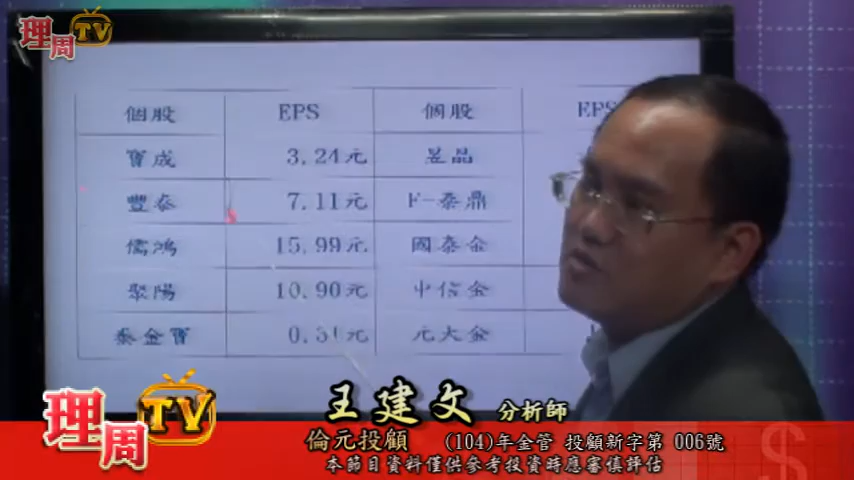 理周TV
個股 EPS 個股 EPS
寶成 3.24元 昱晶
豐泰 7.11元 F-泰鼎
儒鴻 15.99元 國泰金
聚陽 10.90元 中信金
泰金寶 元大金
理周TV
王建文 分析師
倫元投顧 (104)年金管 投顧新字第 006號
本節目資料僅供參考投資時應審慎評估